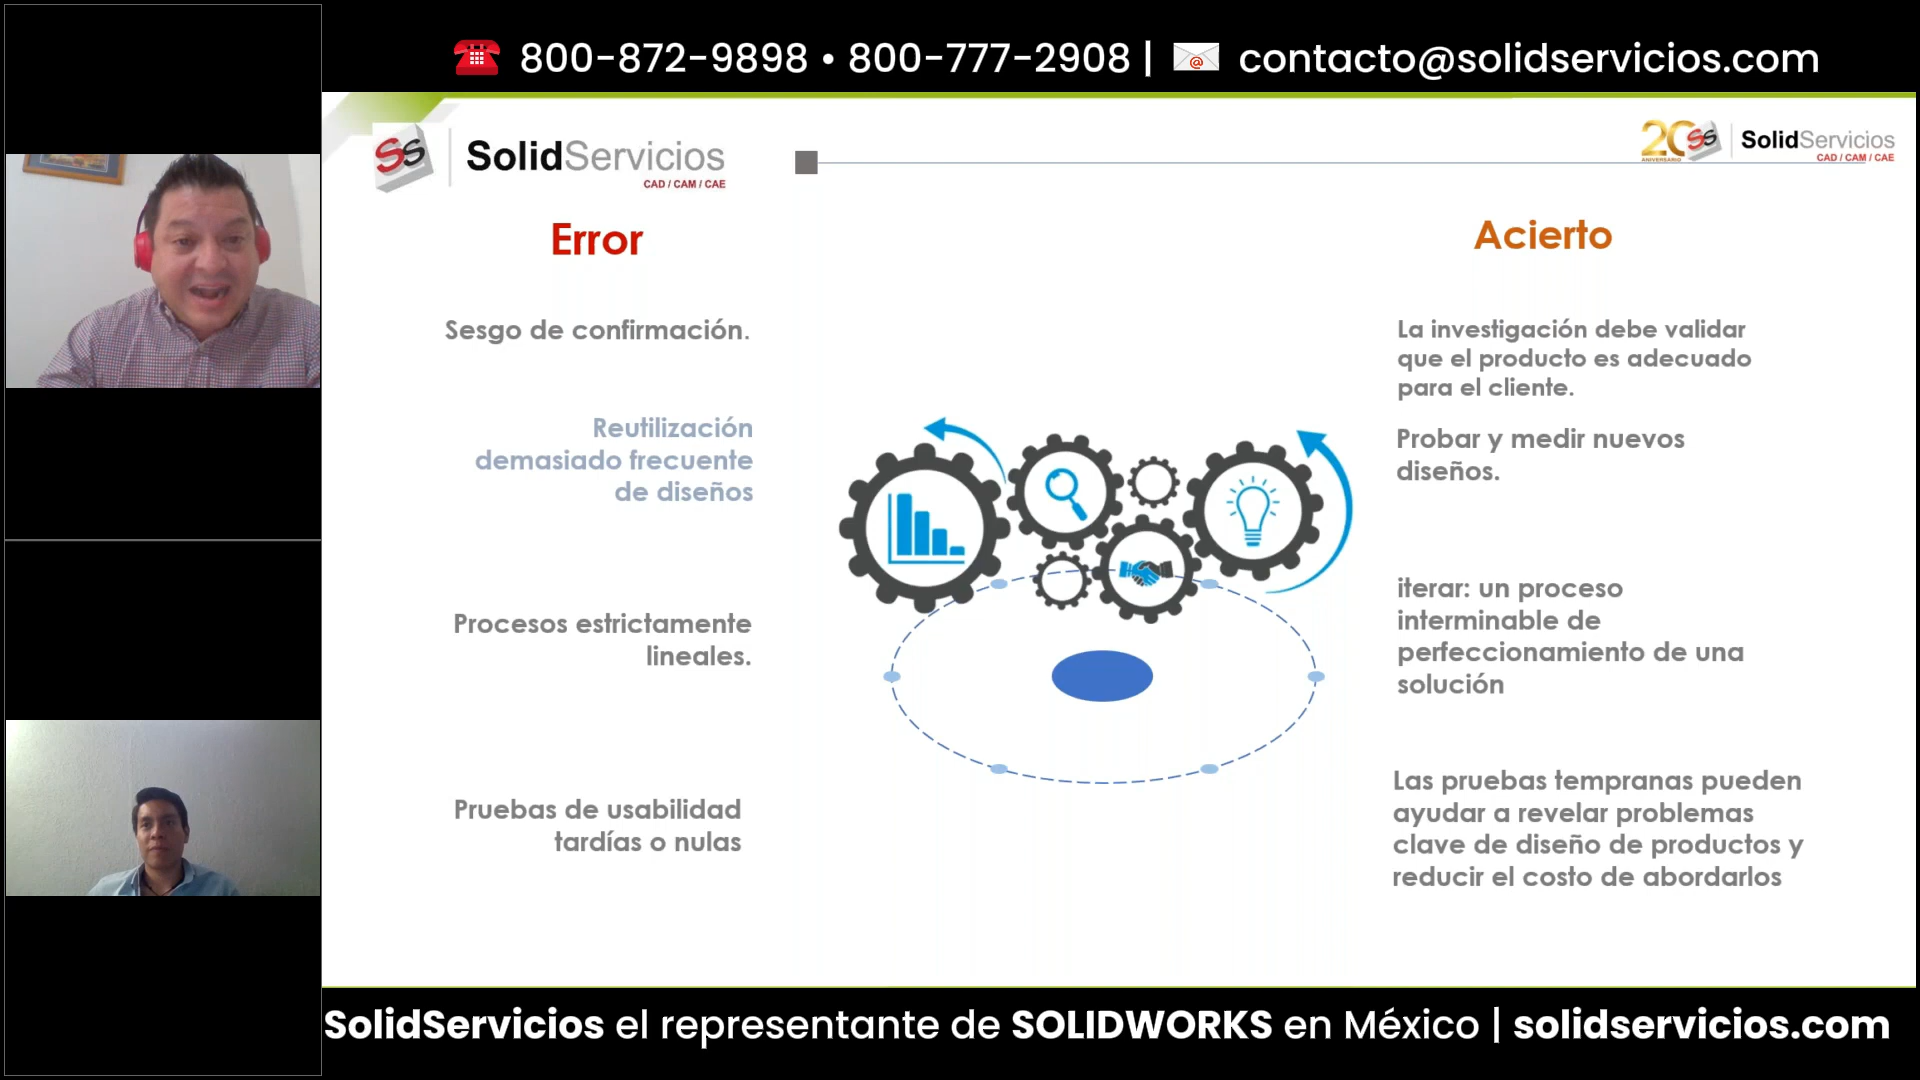 800-872-9898 • 800-777-2908 | @ contacto@solidservicios.com
SS SolidServicios
CAD / CAM / CAE
20 SS SolidServicios
ANIVERSARIO CAD / CAM / CAE
Error
Acierto
Sesgo de confirmación.
La investigación debe validar
que el producto es adecuado
para el cliente.
Reutilización
demasiado frecuente
de diseños
Probar y medir nuevos
diseños.
Procesos estrictamente
lineales.
iterar: un proceso
interminable de
perfeccionamiento de una
solución
Pruebas de usabilidad
tardías o nulas
Las pruebas tempranas pueden
ayudar a revelar problemas
clave de diseño de productos y
reducir el costo de abordarlos
SolidServicios el representante de SOLIDWORKS en México | solidservicios.com